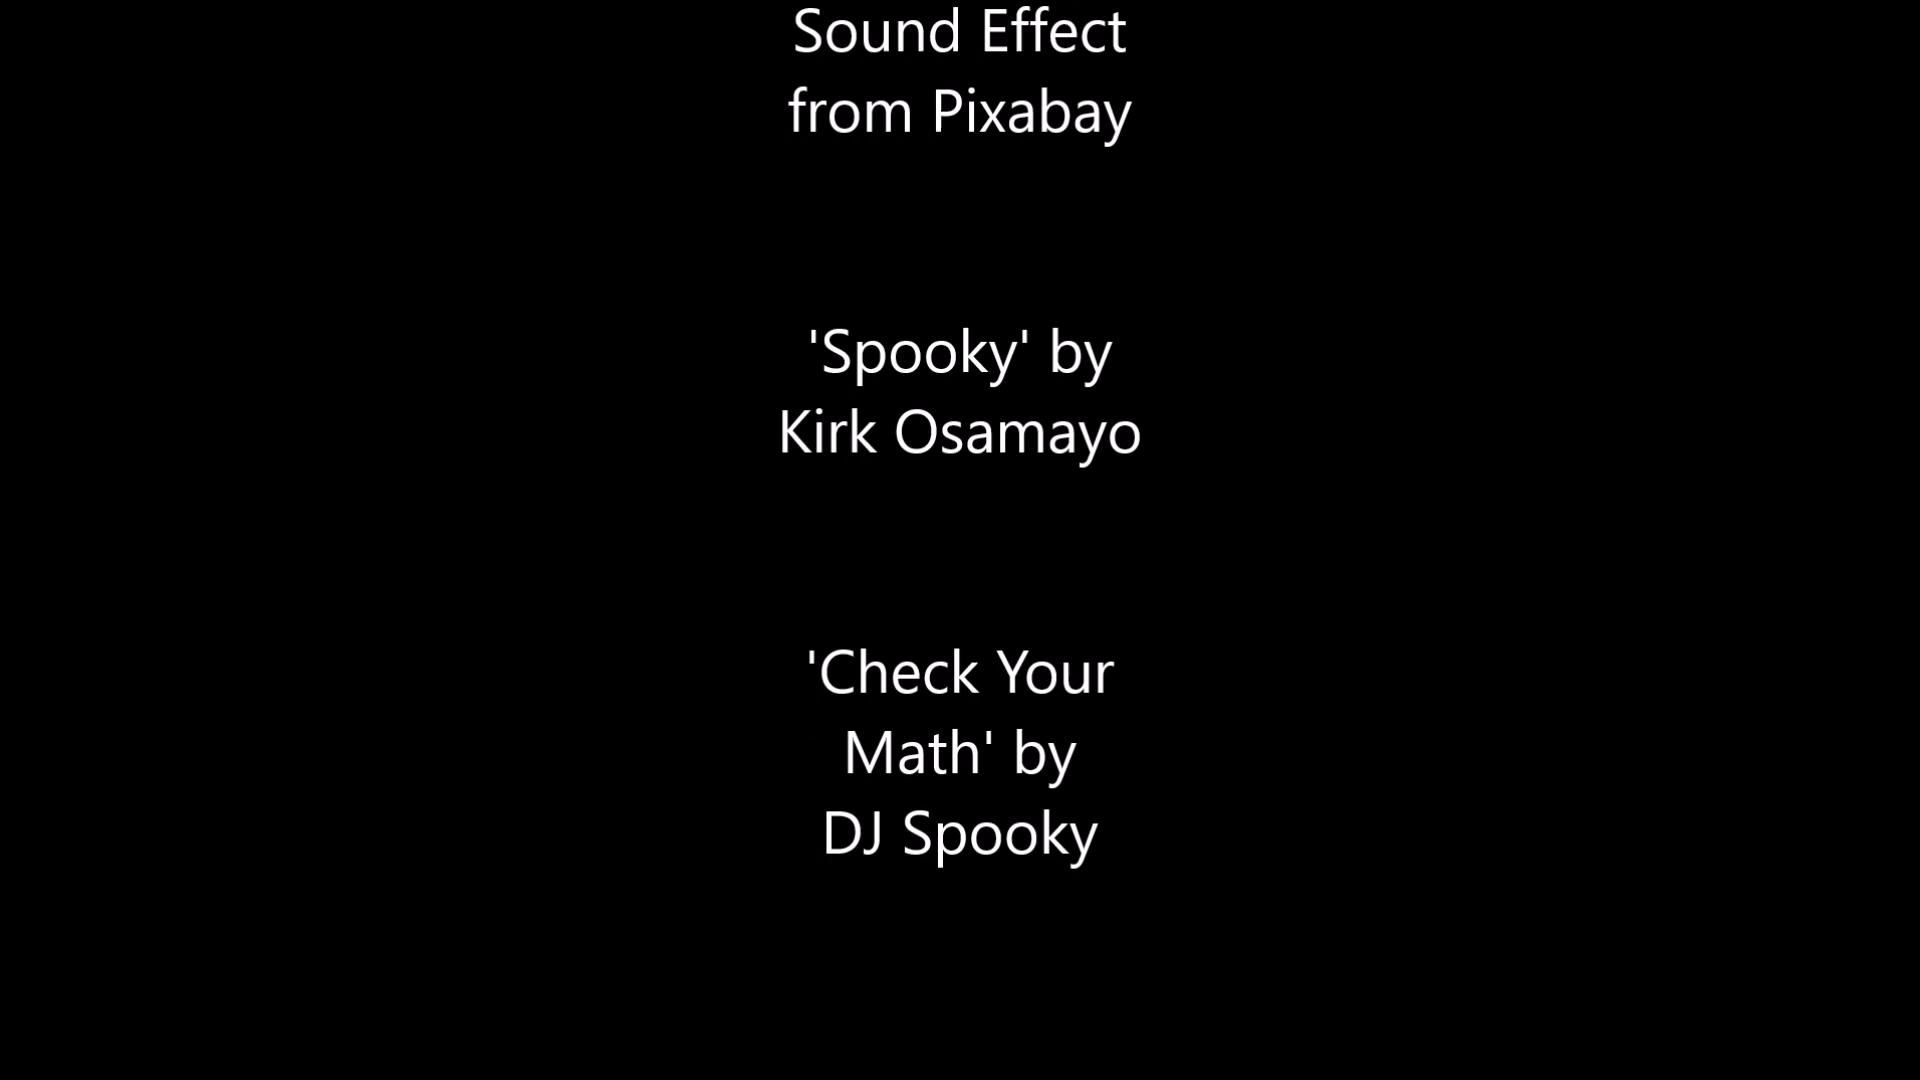 Sound Effect
from Pixabay
'Spooky' by
Kirk Osamayo
'Check Your
Math' by
DJ Spooky